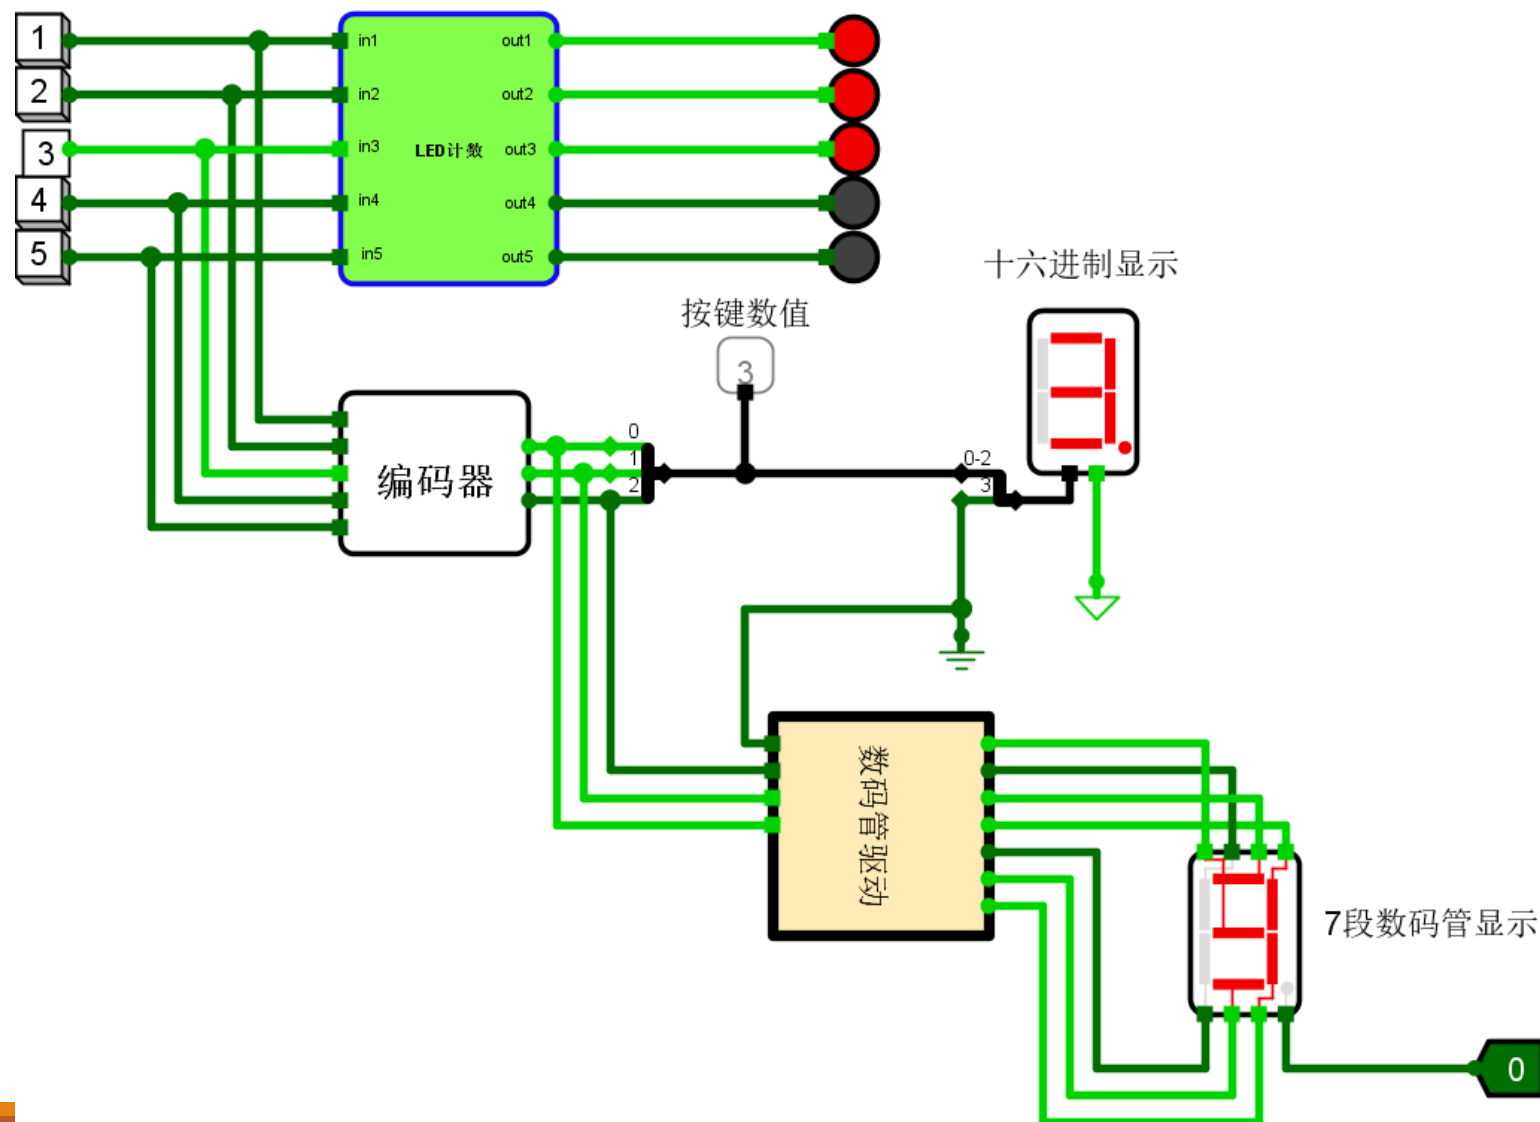 1
in1
out1
2
in2
out2
3
in3
LED计数
out3
4
in4
out4
5
in5
out5
十六进制显示
按键数值
3
编码器
0
1
2
0-2
3
数码管驱动
7段数码管显示
0